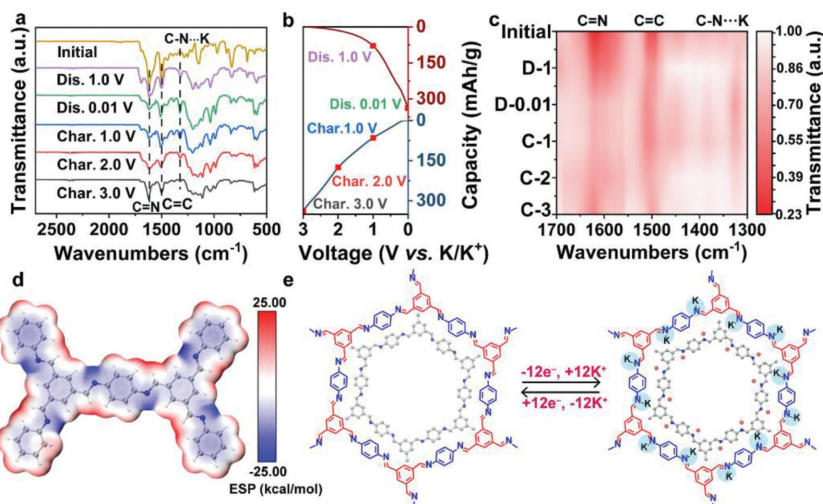 a
C-N···K
Initial
Dis. 1.0 V
Dis. 0.01 V
Char. 1.0 V
Char. 2.0 V
Char. 3.0 V
C=N
C=C
Transmittance (a.u.)
2500 2000 1500 1000 500
Wavenumbers (cm⁻¹)
b
Dis. 1.0 V
Dis. 0.01 V
Char.1.0 V
Char. 2.0 V
Char. 3.0 V
0
150
300
0
150
300
Capacity (mAh/g)
3 2 1 0
Voltage (V vs. K/K⁺)
c
C=N C=C C-N···K
Initial
D-1
D-0.01
C-1
C-2
C-3
1700 1600 1500 1400 1300
Wavenumbers (cm⁻¹)
1.00
0.86
0.70
0.55
0.39
0.23
Transmittance (a.u.)
d
25.00
-25.00
ESP (kcal/mol)
e
-12e⁻, +12K⁺
+12e⁻, -12K⁺